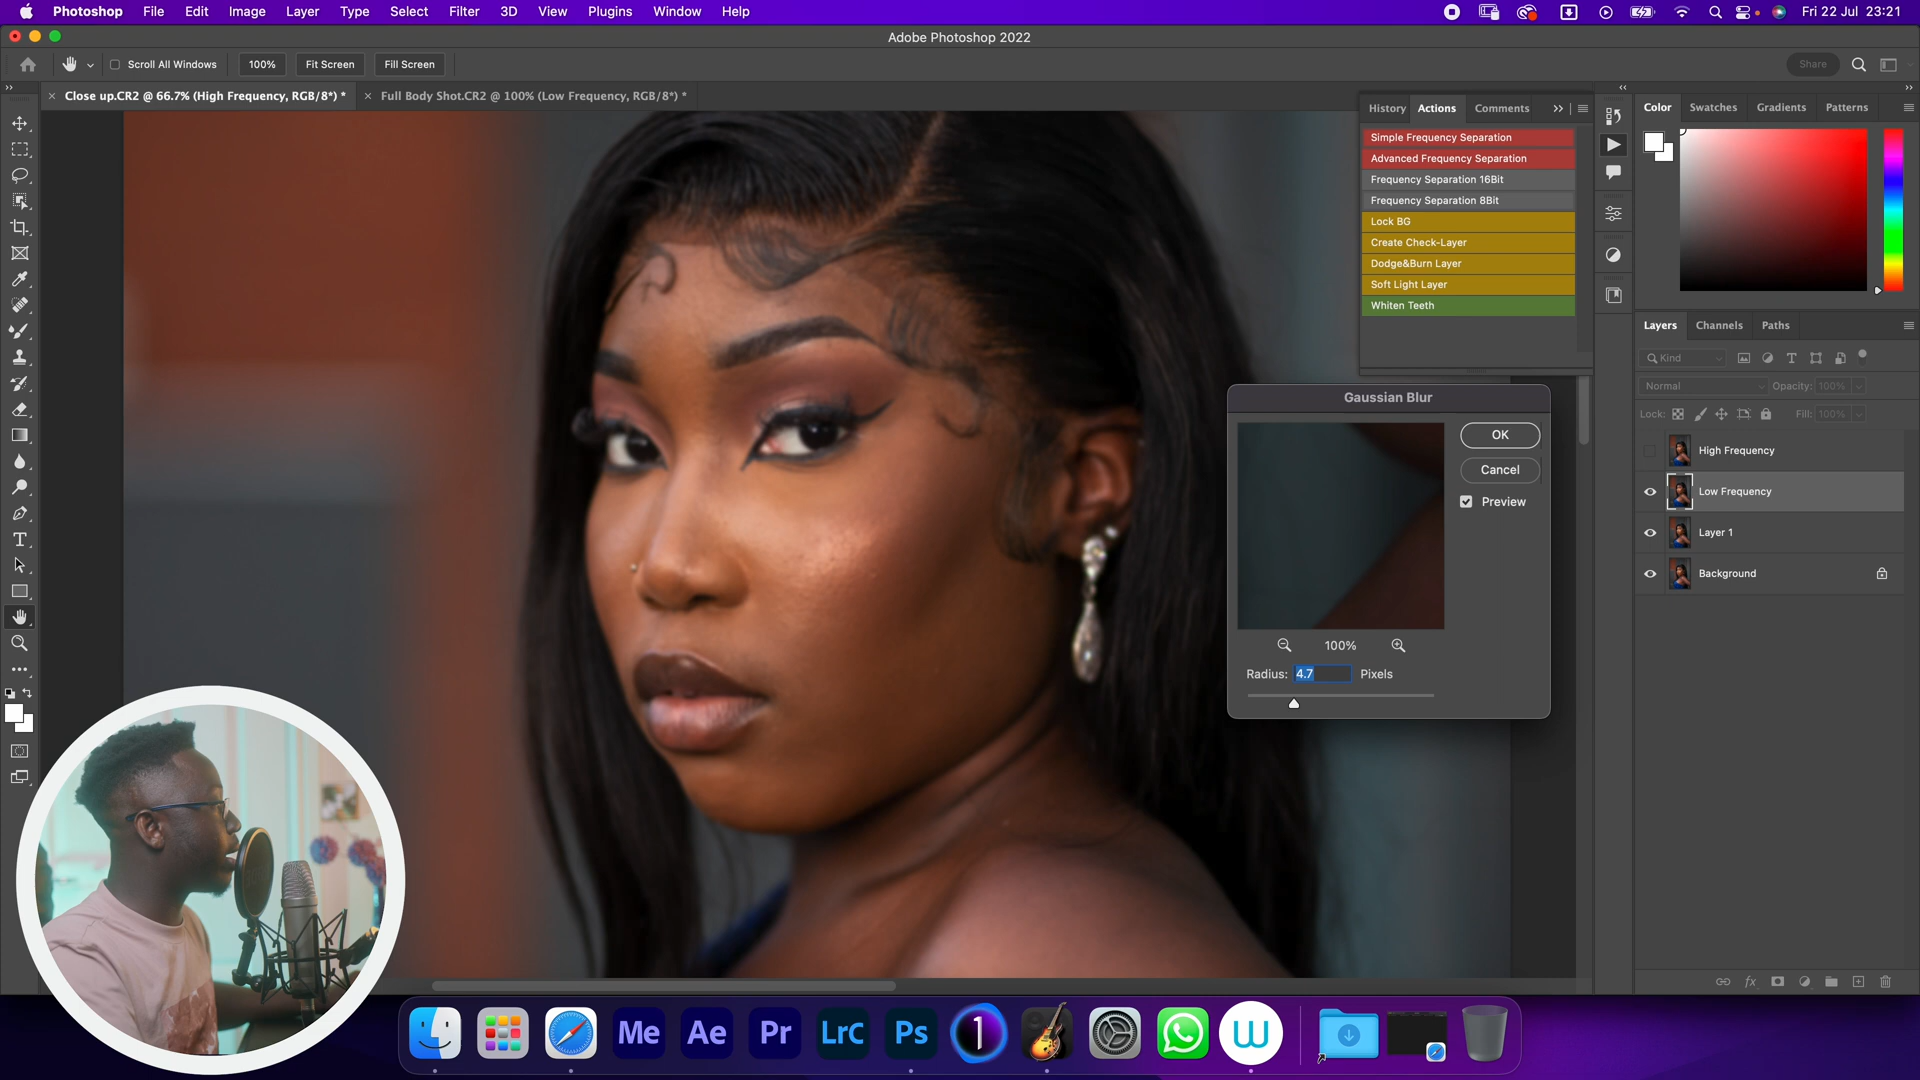 Photoshop File Edit Image Layer Type Select Filter 3D View Plugins Window Help Fri 22 Jul 23:21
Adobe Photoshop 2022
Scroll All Windows 100% Fit Screen Fill Screen Share
Close up.CR2 @ 66.7% (High Frequency, RGB/8*) * Full Body Shot.CR2 @ 100% (Low Frequency, RGB/8*) *
History Actions Comments
Simple Frequency Separation
Advanced Frequency Separation
Frequency Separation 16Bit
Frequency Separation 8Bit
Lock BG
Create Check-Layer
Dodge&Burn Layer
Soft Light Layer
Whiten Teeth
Color Swatches Gradients Patterns
Layers Channels Paths
Kind
Normal Opacity: 100%
Lock: Fill: 100%
High Frequency
Low Frequency
Layer 1
Background
Gaussian Blur
OK
Cancel
Preview
100%
Radius: 4.7 Pixels
Me Ae Pr LrC Ps 1 W